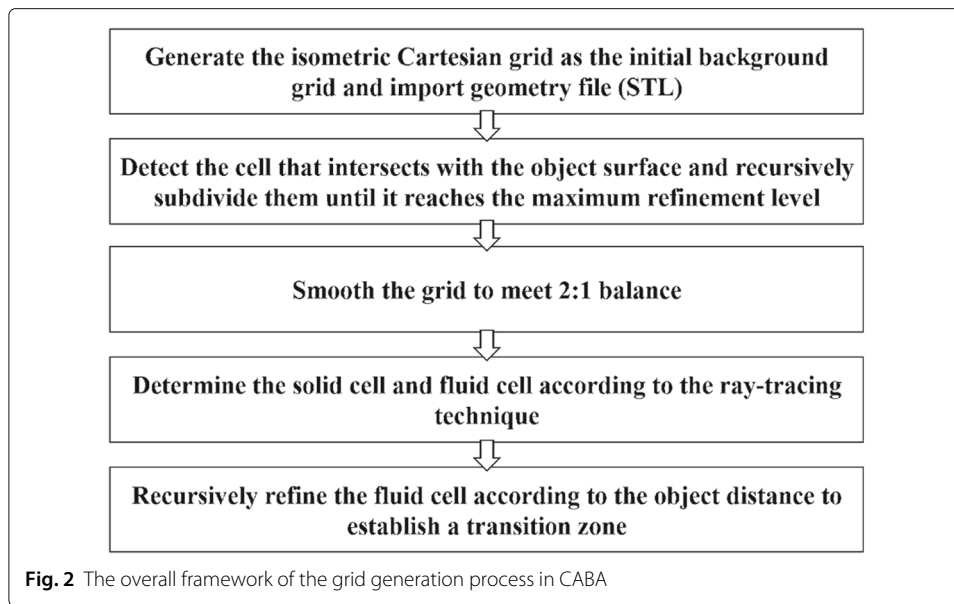 Generate the isometric Cartesian grid as the initial background
grid and import geometry file (STL)
Detect the cell that intersects with the object surface and recursively
subdivide them until it reaches the maximum refinement level
Smooth the grid to meet 2:1 balance
Determine the solid cell and fluid cell according to the ray-tracing
technique
Recursively refine the fluid cell according to the object distance to
establish a transition zone
Fig. 2 The overall framework of the grid generation process in CABA